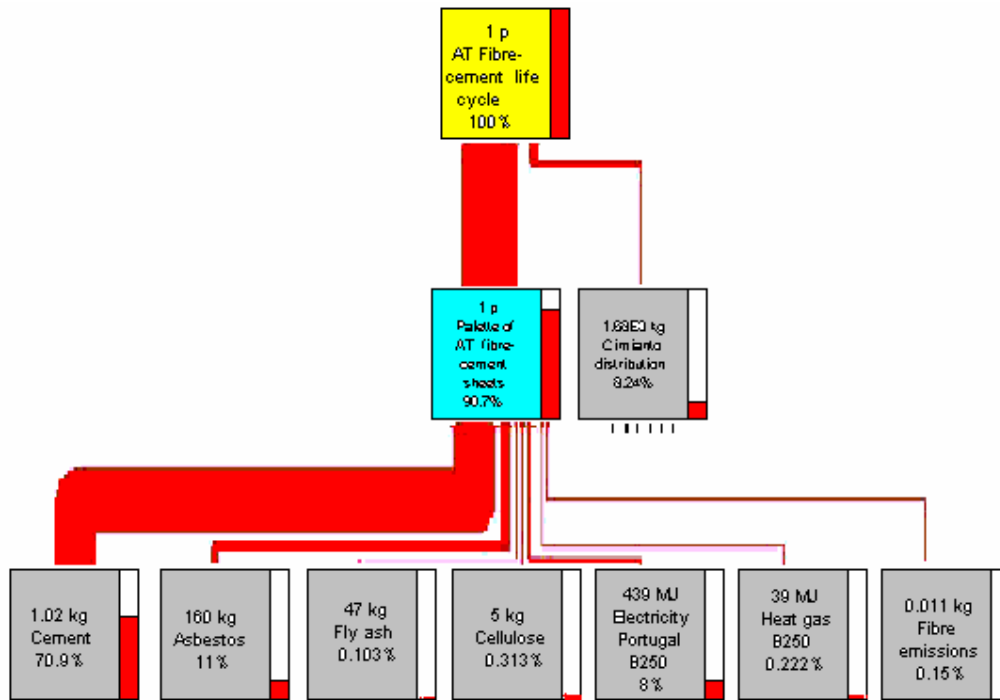 1 p
AT Fibre-
cement life
cycle
100%
1 p
Palette of
AT fibre-
cement
sheets
90.7%
kg
Cimianto
distribution
8.24%
1.02 kg
Cement
70.9%
160 kg
Asbestos
11%
47 kg
Fly ash
0.103%
5 kg
Cellulose
0.313%
439 MJ
Electricity
Portugal
B250
8%
39 MJ
Heat gas
B250
0.222%
0.011 kg
Fibre
emissions
0.15%